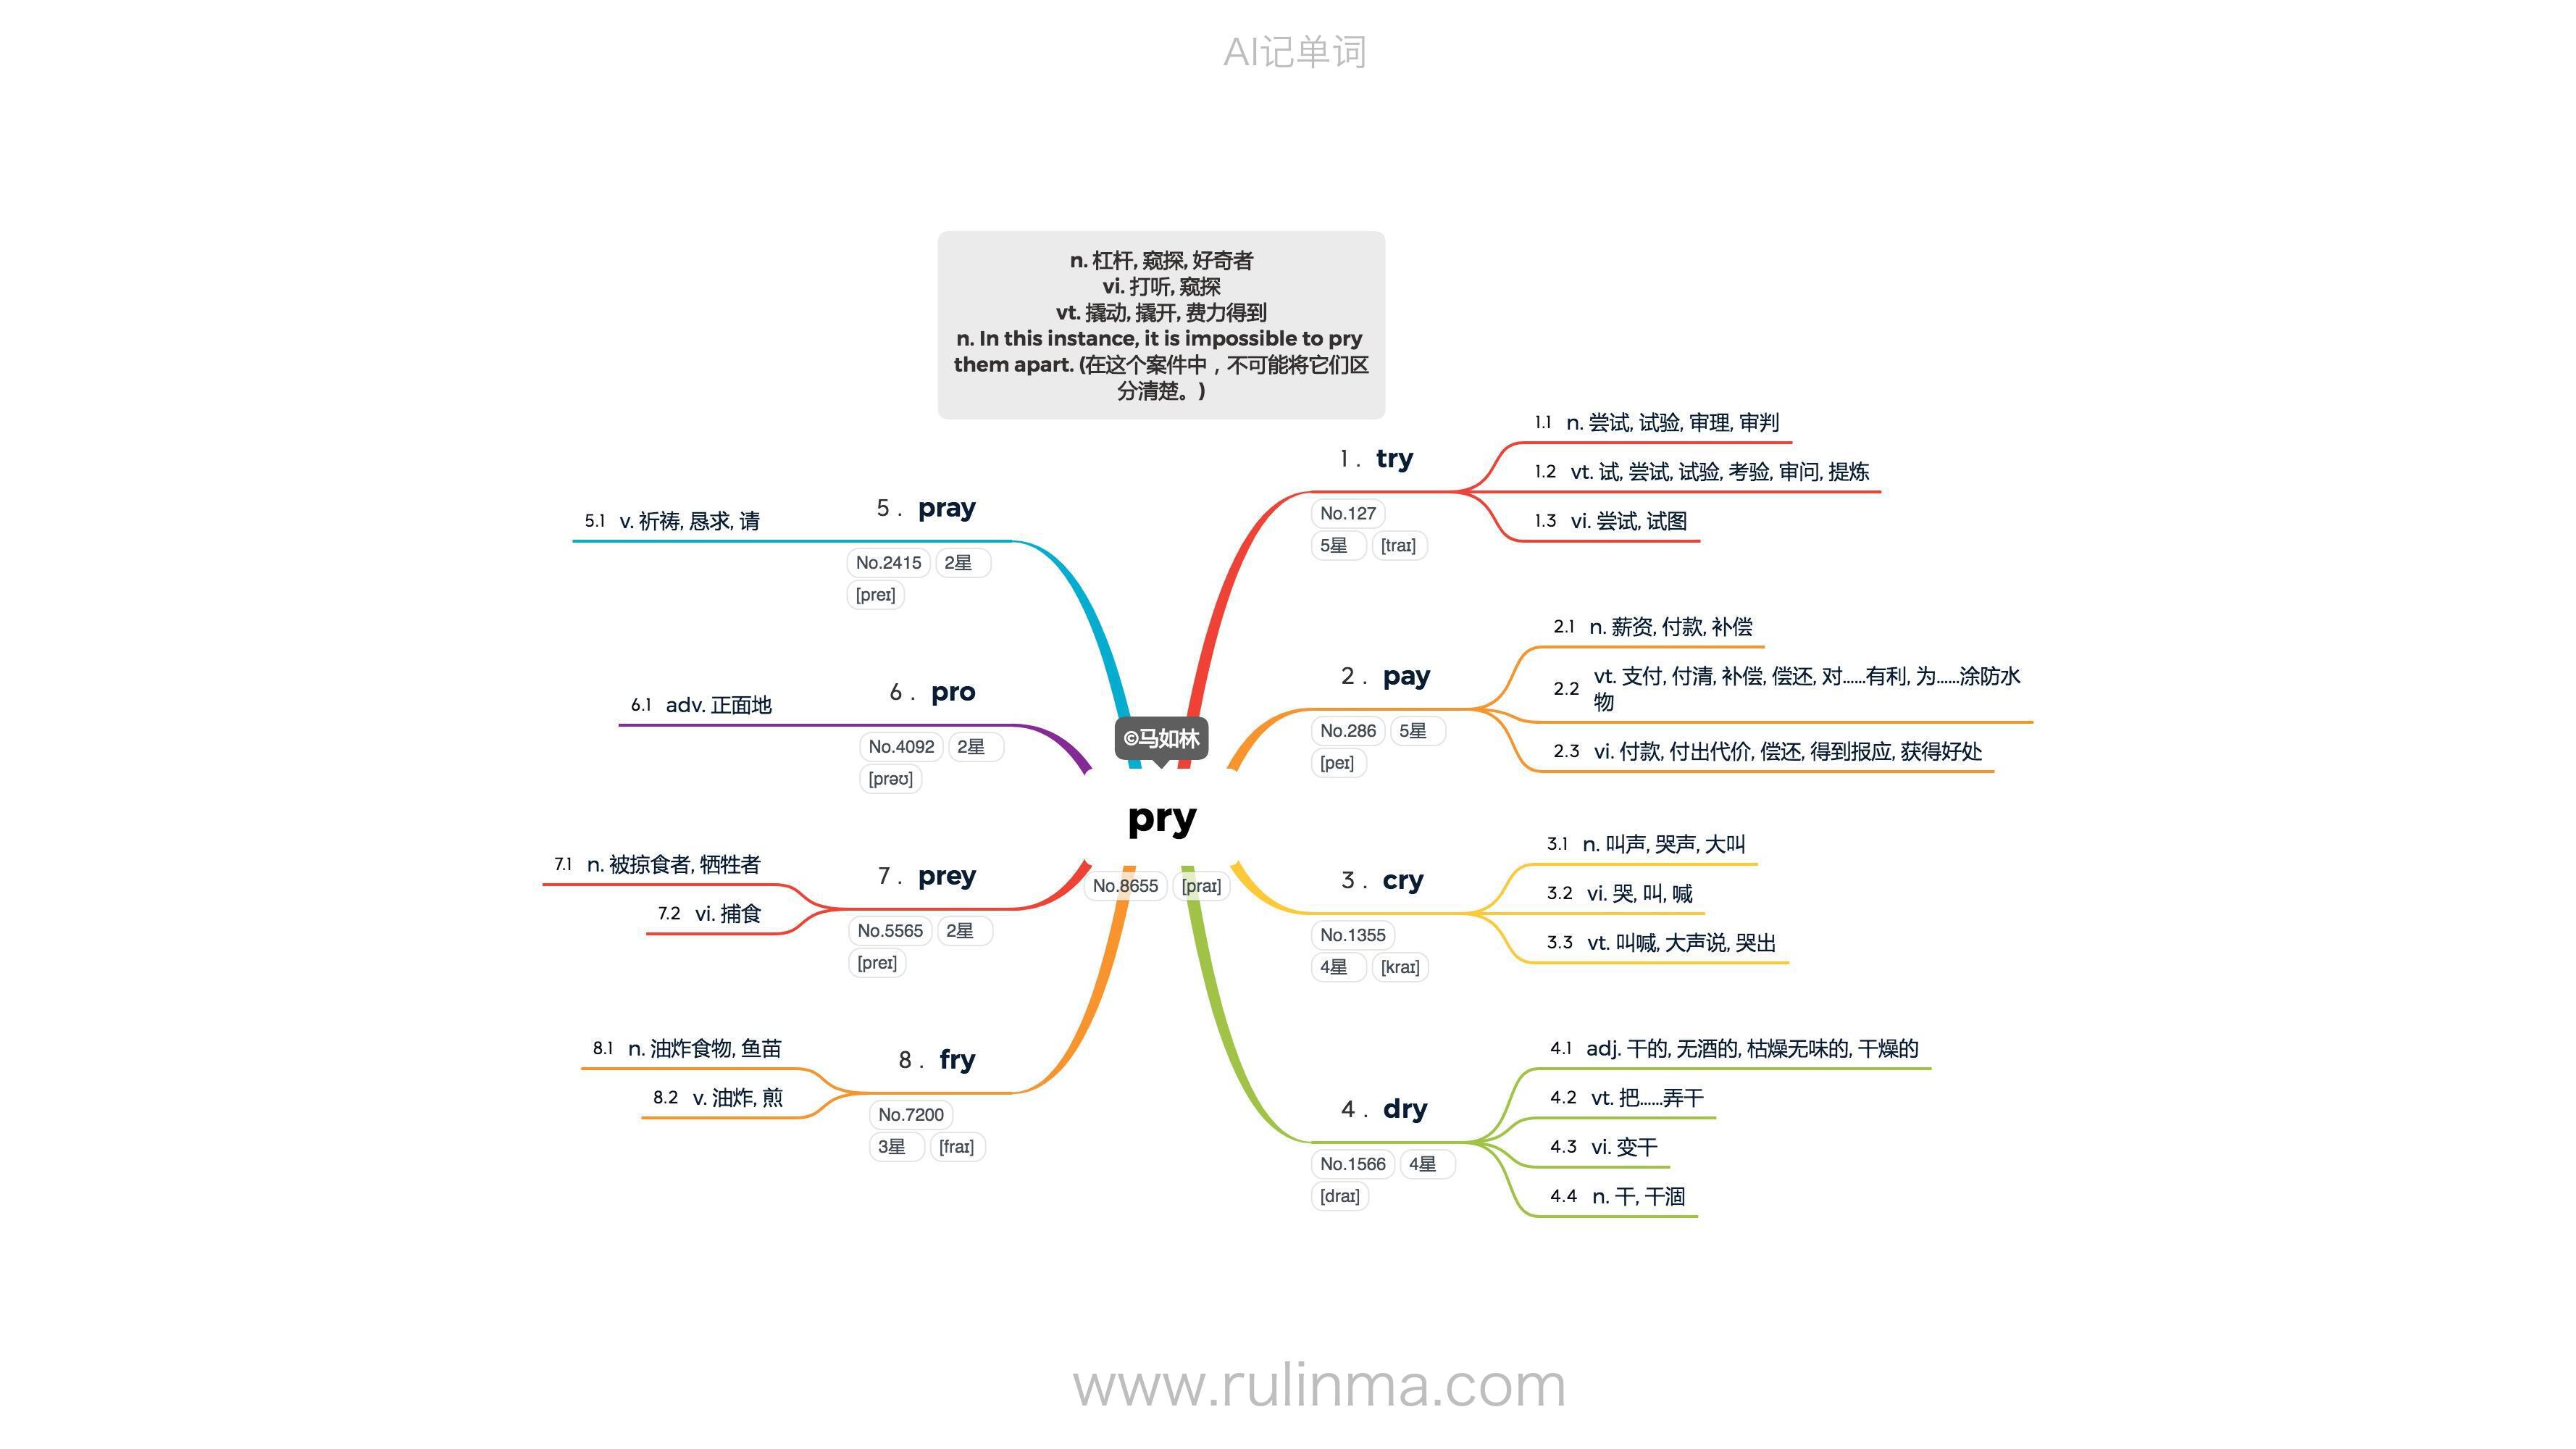 AI记单词
n. 杠杆, 窥探, 好奇者
vi. 打听, 窥探
vt. 撬动, 撬开, 费力得到
n. In this instance, it is impossible to pry
them apart. (在这个案件中，不可能将它们区
分清楚。)
©马如林
pry
No.8655 [praɪ]
1. try
No.127
5星 [traɪ]
1.1 n. 尝试, 试验, 审理, 审判
1.2 vt. 试, 尝试, 试验, 考验, 审问, 提炼
1.3 vi. 尝试, 试图
2. pay
No.286 5星
[peɪ]
2.1 n. 薪资, 付款, 补偿
2.2 vt. 支付, 付清, 补偿, 偿还, 对......有利, 为......涂防水
物
2.3 vi. 付款, 付出代价, 偿还, 得到报应, 获得好处
3. cry
No.1355
4星 [kraɪ]
3.1 n. 叫声, 哭声, 大叫
3.2 vi. 哭, 叫, 喊
3.3 vt. 叫喊, 大声说, 哭出
4. dry
No.1566 4星
[draɪ]
4.1 adj. 干的, 无酒的, 枯燥无味的, 干燥的
4.2 vt. 把......弄干
4.3 vi. 变干
4.4 n. 干, 干涸
5. pray
No.2415 2星
[preɪ]
5.1 v. 祈祷, 恳求, 请
6. pro
No.4092 2星
[prəʊ]
6.1 adv. 正面地
7. prey
No.5565 2星
[preɪ]
7.1 n. 被掠食者, 牺牲者
7.2 vi. 捕食
8. fry
No.7200
3星 [fraɪ]
8.1 n. 油炸食物, 鱼苗
8.2 v. 油炸, 煎
www.rulinma.com